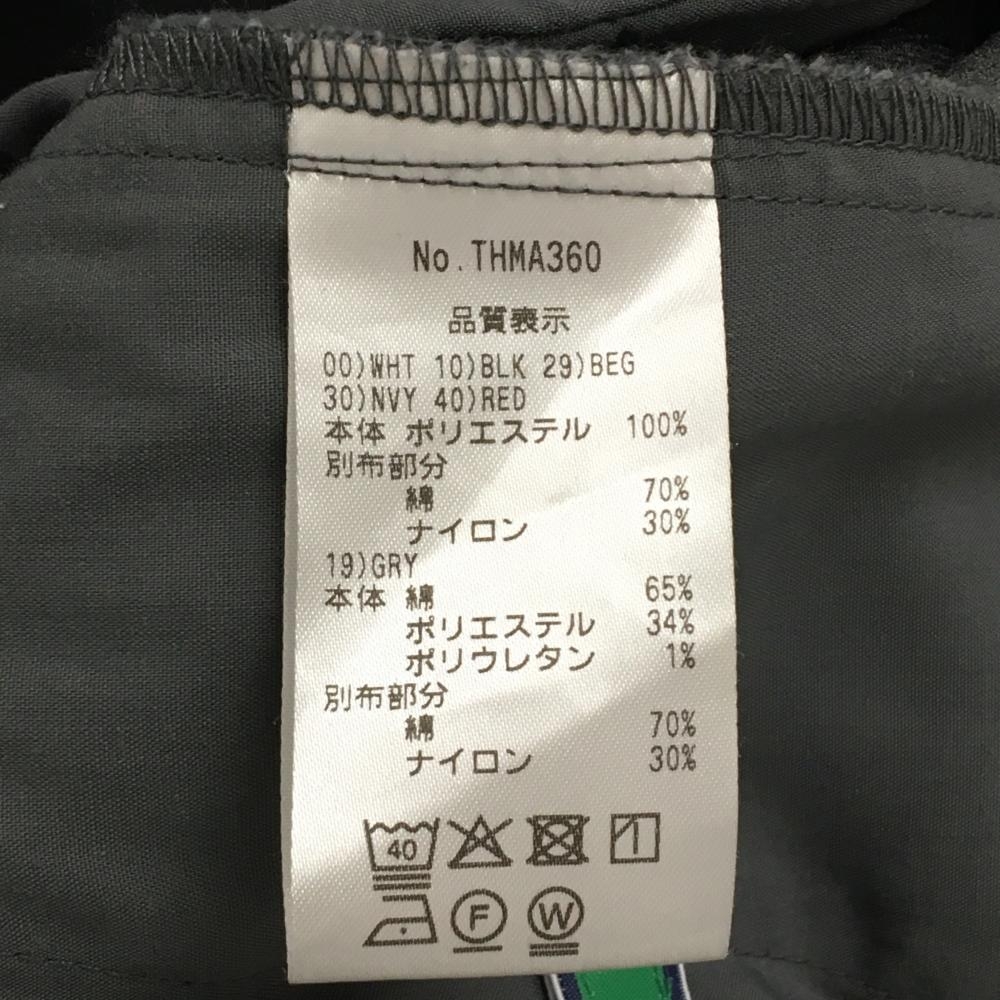 No.THMA360
品質表示
00)WHT 10)BLK 29)BEG
30)NVY 40)RED
本体 ポリエステル 100%
別布部分
綿 70%
ナイロン 30%
19)GRY
本体 綿 65%
ポリエステル 34%
ポリウレタン 1%
別布部分
綿 70%
ナイロン 30%
40
F W